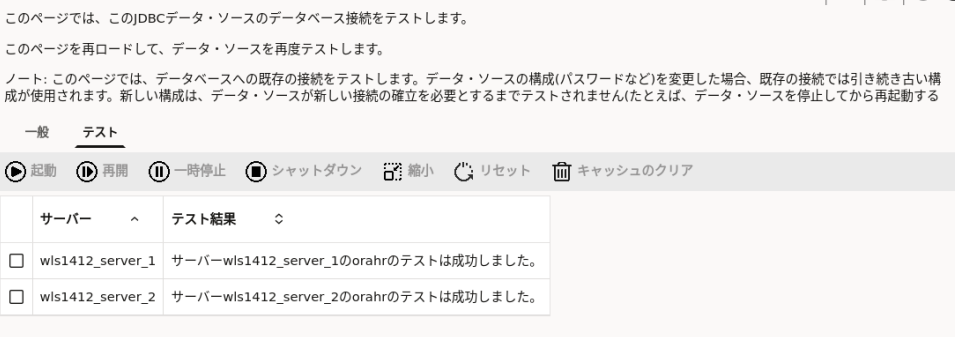 このページでは、このJDBCデータ・ソースのデータベース接続をテストします。
このページを再ロードして、データ・ソースを再度テストします。
ノート: このページでは、データベースへの既存の接続をテストします。データ・ソースの構成(パスワードなど)を変更した場合、既存の接続では引き続き古い構
成が使用されます。新しい構成は、データ・ソースが新しい接続の確立を必要とするまでテストされません(たとえば、データ・ソースを停止してから再起動する
一般 テスト
起動 再開 一時停止 シャットダウン 縮小 リセット キャッシュのクリア
サーバー テスト結果
wls1412_server_1 サーバーwls1412_server_1のorahrのテストは成功しました。
wls1412_server_2 サーバーwls1412_server_2のorahrのテストは成功しました。